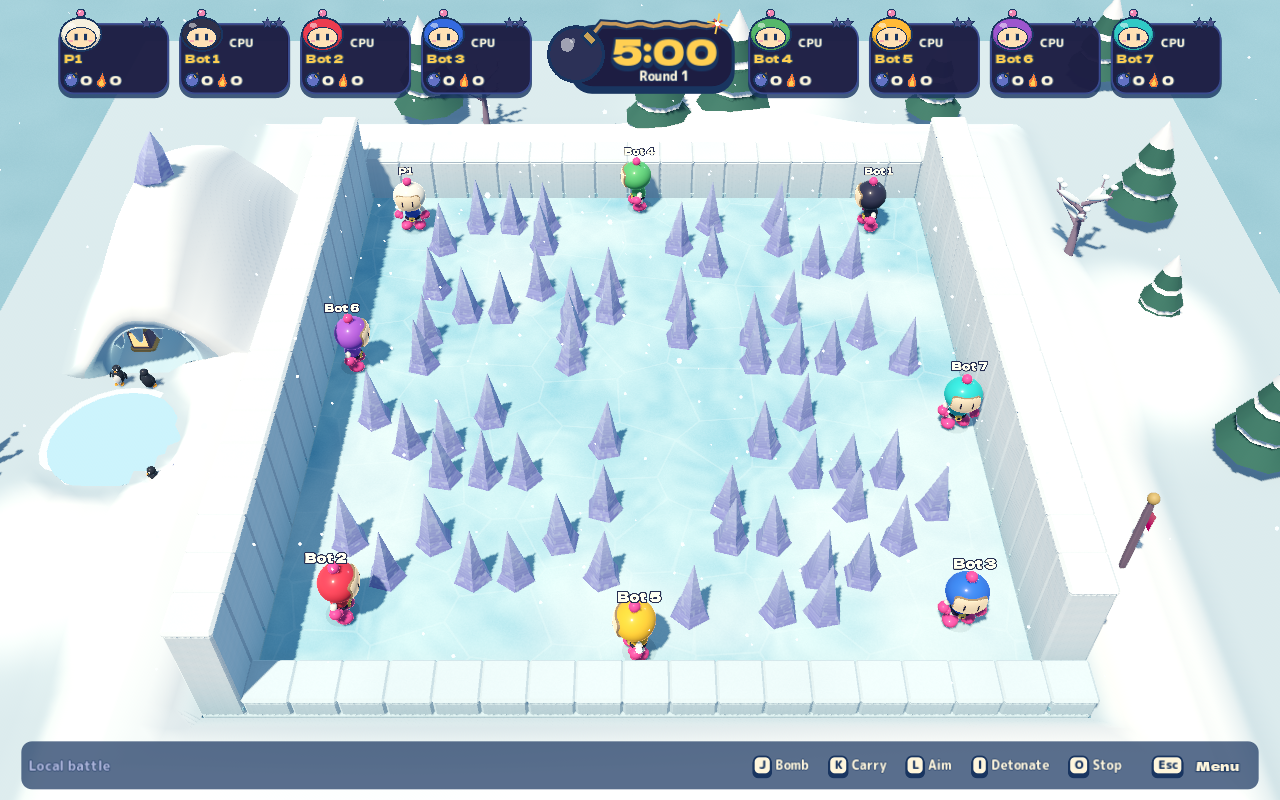 P1
0 0
CPU
Bot 1
0 0
CPU
Bot 2
0 0
CPU
Bot 3
0 0
5:00
Round 1
CPU
Bot 4
0 0
CPU
Bot 5
0 0
CPU
Bot 6
0 0
CPU
Bot 7
0 0
Bot 4
P1
Bot 1
Bot 6
Bot 7
Bot 2
Bot 3
Bot 5
Local battle
J Bomb
K Carry
L Aim
I Detonate
O Stop
Esc Menu